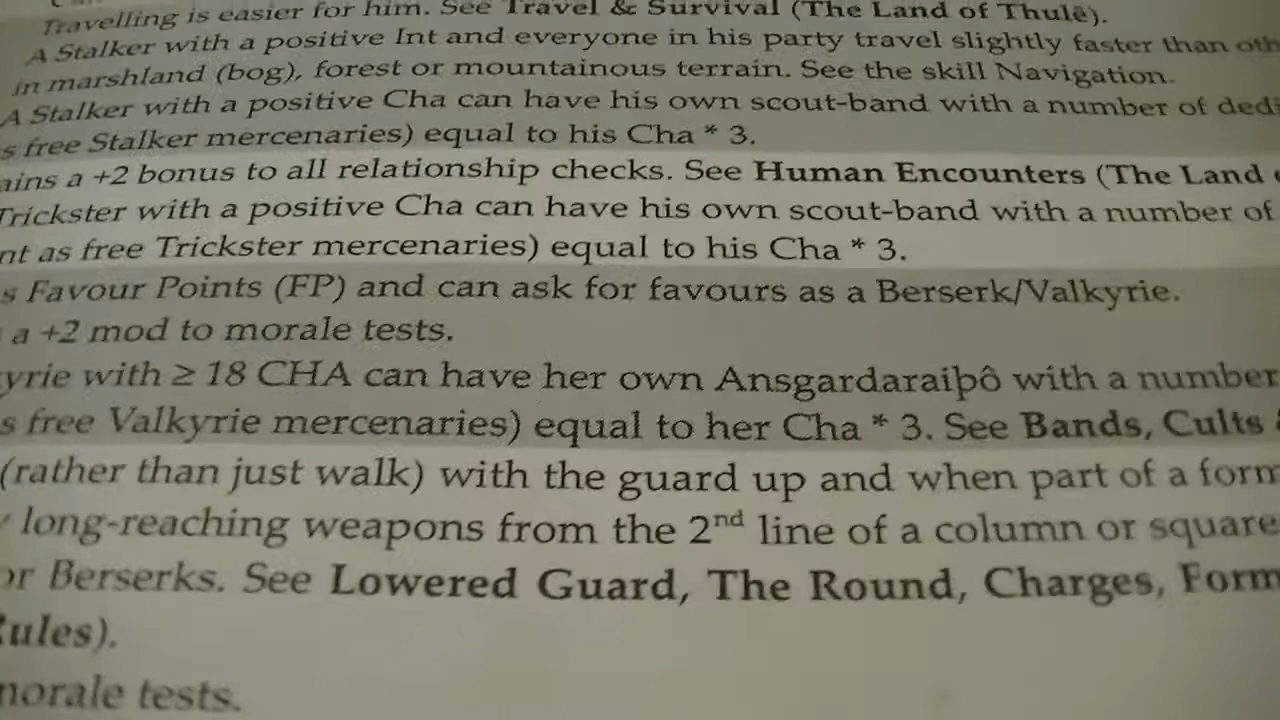 Travelling is easier for him. See Travel & Survival (The Land of Thulê).
A Stalker with a positive Int and everyone in his party travel slightly faster than oth
in marshland (bog), forest or mountainous terrain. See the skill Navigation.
A Stalker with a positive Cha can have his own scout-band with a number of dedi
s free Stalker mercenaries) equal to his Cha * 3.
ains a +2 bonus to all relationship checks. See Human Encounters (The Land
Trickster with a positive Cha can have his own scout-band with a number of
nt as free Trickster mercenaries) equal to his Cha * 3.
s Favour Points (FP) and can ask for favours as a Berserk/Valkyrie.
a +2 mod to morale tests.
yrie with ≥ 18 CHA can have her own Ansgardaraiþô with a number
s free Valkyrie mercenaries) equal to her Cha * 3. See Bands, Cults
(rather than just walk) with the guard up and when part of a form
long-reaching weapons from the 2nd line of a column or square
or Berserks. See Lowered Guard, The Round, Charges, Form
Rules).
morale tests.